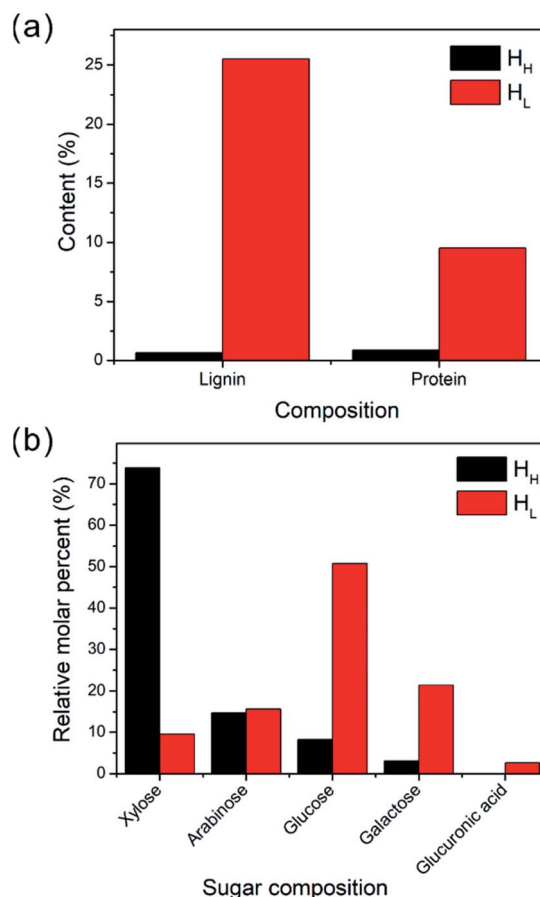 (a)
H_H
H_L
Content (%)
25
20
15
10
5
0
Lignin
Protein
Composition
(b)
H_H
H_L
Relative molar percent (%)
70
60
50
40
30
20
10
0
Xylose
Arabinose
Glucose
Galactose
Glucuronic acid
Sugar composition